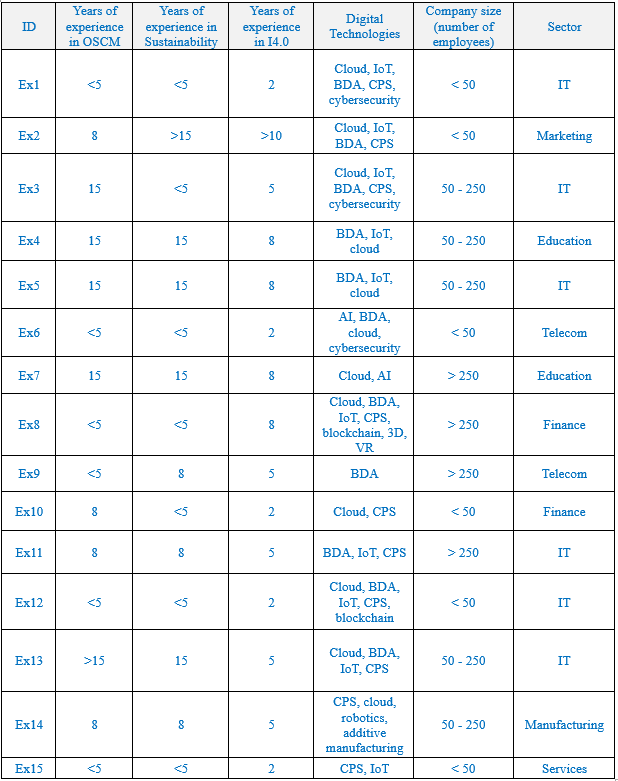 ID
Years of
experience
in OSCM
Years of
experience in
Sustainability
Years of
experience
in I4.0
Digital
Technologies
Company size
(number of
employees)
Sector
Ex1
<5
<5
2
Cloud, IoT,
BDA, CPS,
cybersecurity
< 50
IT
Ex2
8
>15
>10
Cloud, IoT,
BDA, CPS
< 50
Marketing
Ex3
15
<5
5
Cloud, IoT,
BDA, CPS,
cybersecurity
50 - 250
IT
Ex4
15
15
8
BDA, IoT,
cloud
50 - 250
Education
Ex5
15
15
8
BDA, IoT,
cloud
50 - 250
IT
Ex6
<5
<5
2
AI, BDA,
cloud,
cybersecurity
< 50
Telecom
Ex7
15
15
8
Cloud, AI
> 250
Education
Ex8
<5
<5
8
Cloud, BDA,
IoT, CPS,
blockchain, 3D,
VR
> 250
Finance
Ex9
<5
8
5
BDA
> 250
Telecom
Ex10
8
<5
2
Cloud, CPS
< 50
Finance
Ex11
8
8
5
BDA, IoT, CPS
> 250
IT
Ex12
<5
<5
2
Cloud, BDA,
IoT, CPS,
blockchain
< 50
IT
Ex13
>15
15
5
Cloud, BDA,
IoT, CPS
50 - 250
IT
Ex14
8
8
5
CPS, cloud,
robotics,
additive
manufacturing
50 - 250
Manufacturing
Ex15
<5
<5
2
CPS, IoT
< 50
Services